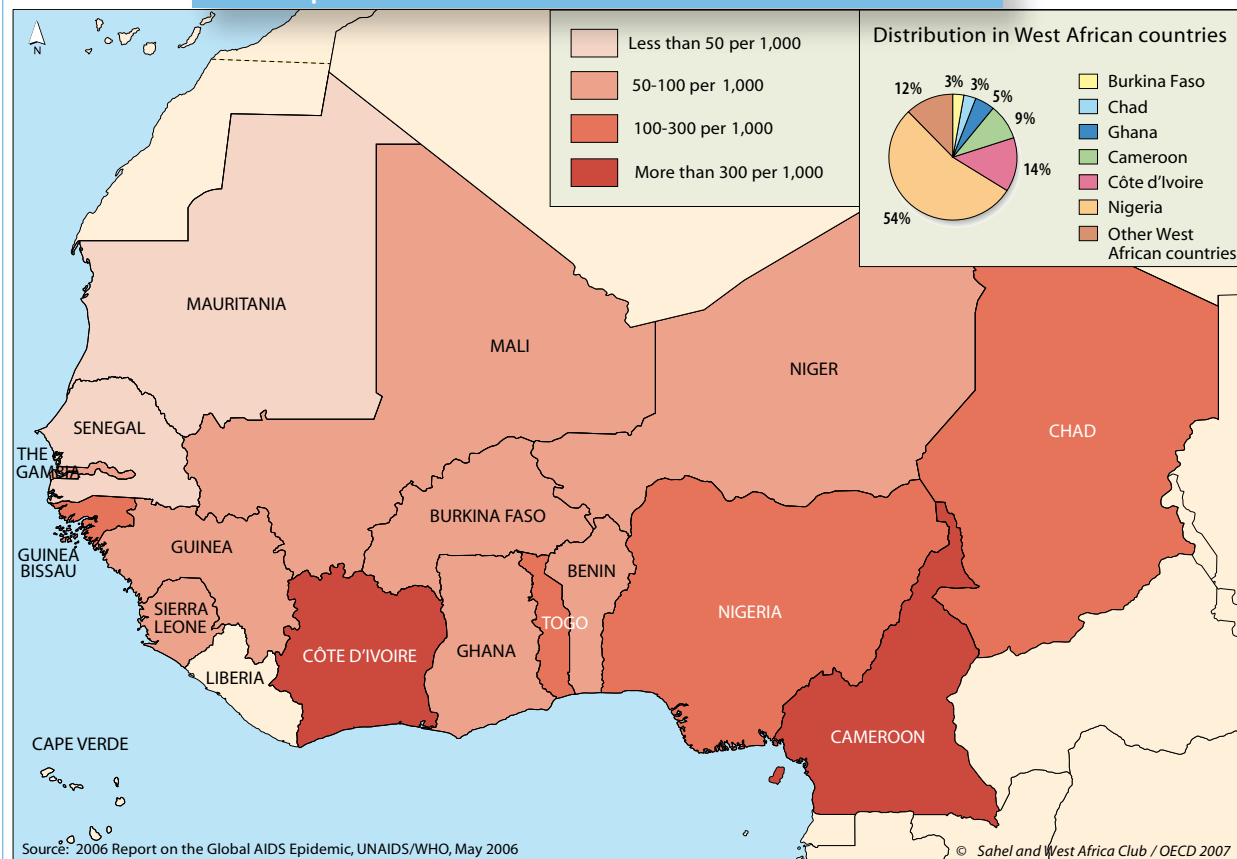 N
Less than 50 per 1,000
50-100 per 1,000
100-300 per 1,000
More than 300 per 1,000
Distribution in West African countries
12%
3%
3%
5%
9%
14%
54%
Burkina Faso
Chad
Ghana
Cameroon
Côte d'Ivoire
Nigeria
Other West
African countries
MAURITANIA
MALI
NIGER
CHAD
SENEGAL
THE
GAMBIA
GUINEA
BISSAU
GUINEA
SIERRA
LEONE
LIBERIA
CÔTE D'IVOIRE
BURKINA FASO
GHANA
TOGO
BENIN
NIGERIA
CAMEROON
CAPE VERDE
Source: 2006 Report on the Global AIDS Epidemic, UNAIDS/WHO, May 2006
© Sahel and West Africa Club / OECD 2007